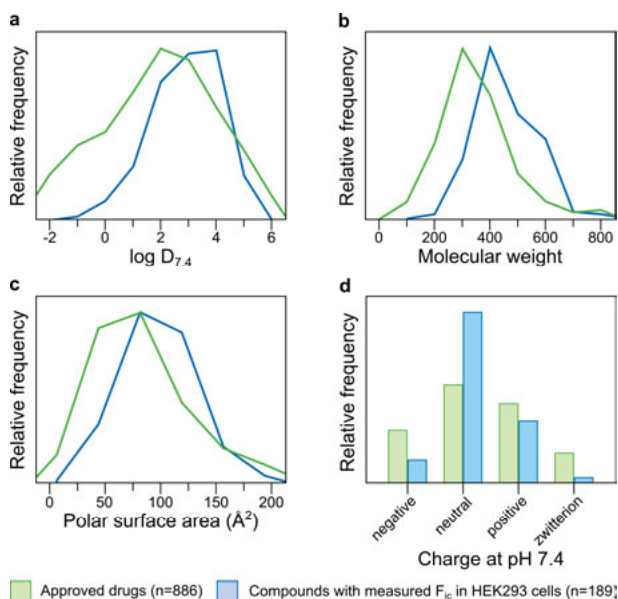 a
Relative frequency
-2 0 2 4 6
log D7.4
b
Relative frequency
0 200 400 600 800
Molecular weight
c
Relative frequency
0 50 100 150 200
Polar surface area (Å²)
d
Relative frequency
negative neutral positive zwitterion
Charge at pH 7.4
Approved drugs (n=886) Compounds with measured Fic in HEK293 cells (n=189)